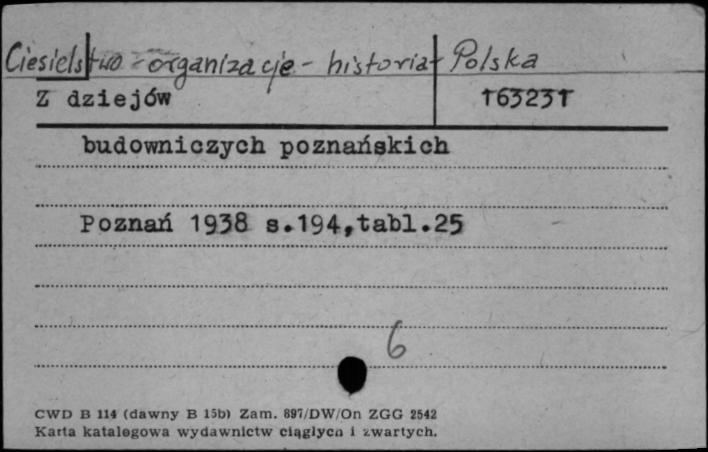 Ciesielstwo - organizacje - historia - Polska
Z dziejów 163231
budowniczych poznańskich
Poznań 1938 s.194,tabl.25
6
CWD B 114 (dawny B 15b) Zam. 897/DW/On ZGG 2542
Karta katalogowa wydawnictw ciągłych i zwartych.